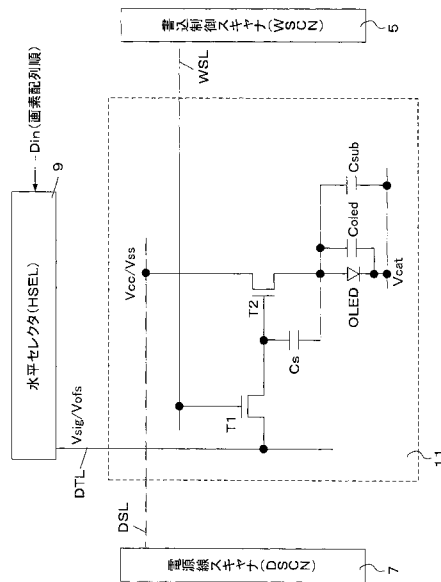 Din(画素配列順)
9
水平セレクタ(HSEL)
Vsig/Vofs
DTL
DSL
Vcc/Vss
WSL
書込制御スキャナ(WSCN)
5
電源線スキャナ(DSCN)
7
T1
T2
Cs
Coled
Csub
OLED
Vcat
11